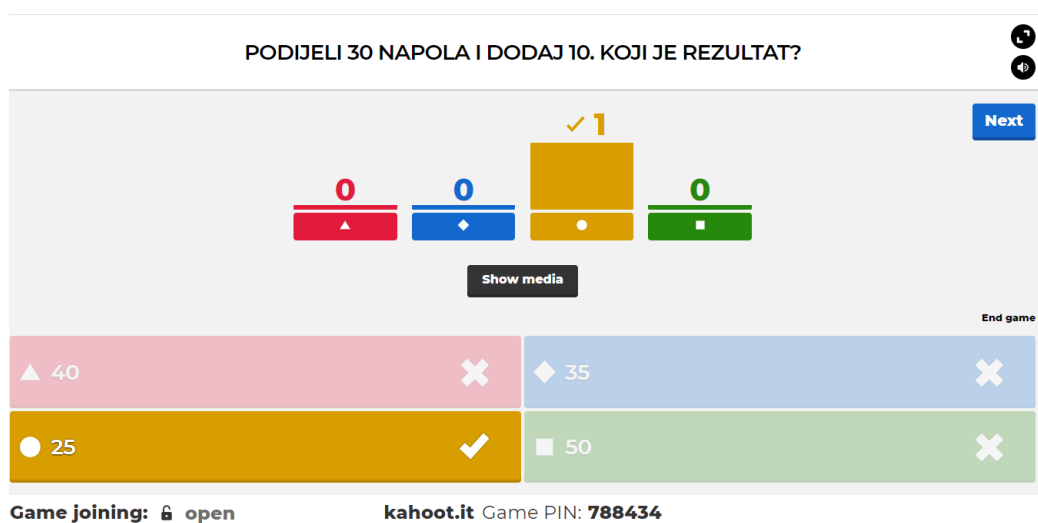 PODIJELI 30 NAPOLA I DODAJ 10. KOJI JE REZULTAT?
Next
0 0 1 0
Show media
End game
40
35
25
50
Game joining: open kahoot.it Game PIN: 788434